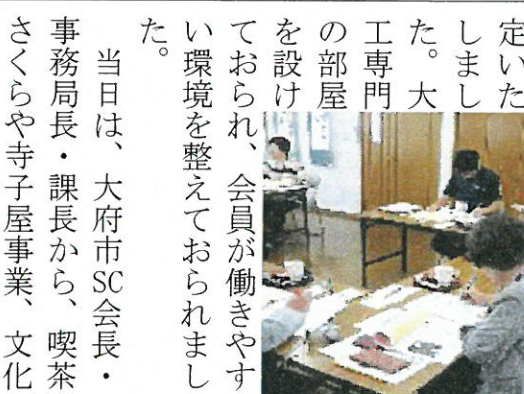 定いた
しまし
た。大
工専門
の部屋
を設け
ておられ、会員が働きやす
い環境を整えておられまし
た。
当日は、大府市SC会長・
事務局長・課長から、喫茶
さくらや寺子屋事業、文化